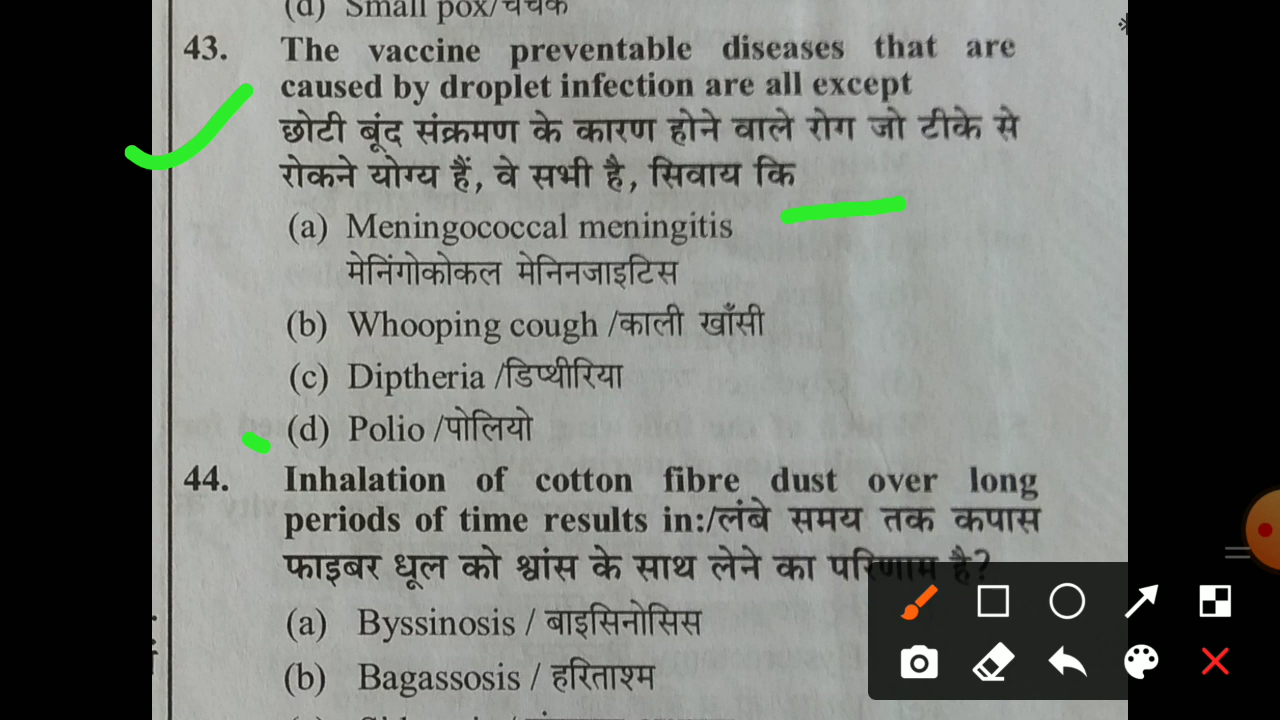 (d) Small pox/चेचक
43. The vaccine preventable diseases that are
caused by droplet infection are all except
छोटी बूंद संक्रमण के कारण होने वाले रोग जो टीके से
रोकने योग्य हैं, वे सभी है, सिवाय कि
(a) Meningococcal meningitis
मेनिंगोकोकल मेनिनजाइटिस
(b) Whooping cough /काली खाँसी
(c) Diptheria /डिप्थीरिया
(d) Polio /पोलियो
44. Inhalation of cotton fibre dust over long
periods of time results in:/लंबे समय तक कपास
फाइबर धूल को श्वांस के साथ लेने का परिणाम है?
(a) Byssinosis / बाइसिनोसिस
(b) Bagassosis / हरिताश्म